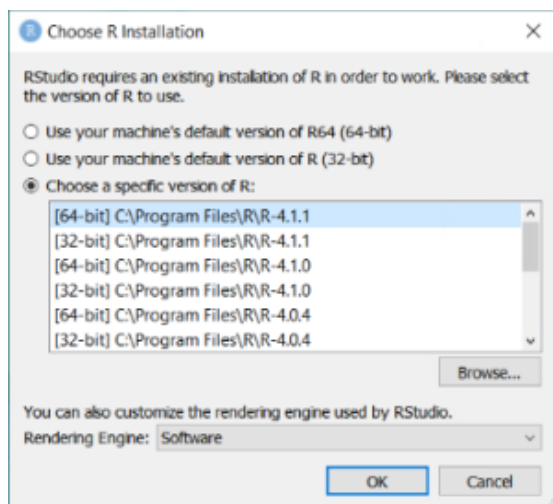 Choose R Installation
RStudio requires an existing installation of R in order to work. Please select
the version of R to use.
Use your machine's default version of R64 (64-bit)
Use your machine's default version of R (32-bit)
Choose a specific version of R:
[64-bit] C:\Program Files\R\R-4.1.1
[32-bit] C:\Program Files\R\R-4.1.1
[64-bit] C:\Program Files\R\R-4.1.0
[32-bit] C:\Program Files\R\R-4.1.0
[64-bit] C:\Program Files\R\R-4.0.4
[32-bit] C:\Program Files\R\R-4.0.4
Browse...
You can also customize the rendering engine used by RStudio.
Rendering Engine: Software
OK Cancel